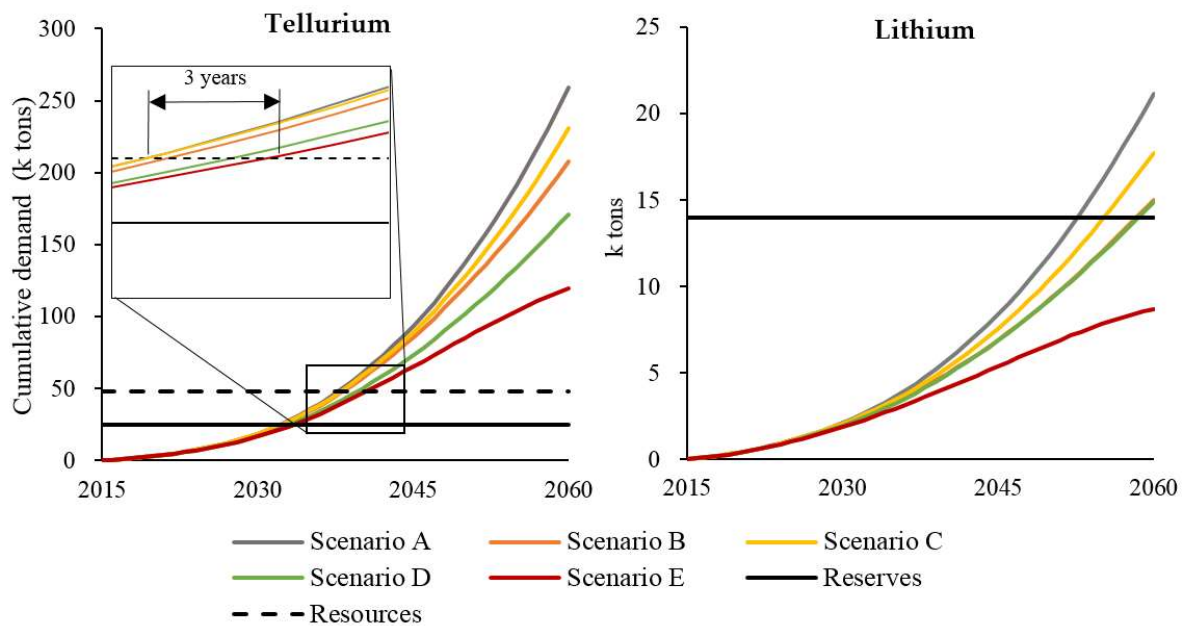 Tellurium
Cumulative demand (k tons)
300
250
200
150
100
50
0
3 years
2015
2030
2045
2060
Lithium
k tons
25
20
15
10
5
0
2015
2030
2045
2060
Scenario A
Scenario B
Scenario C
Scenario D
Scenario E
Reserves
Resources